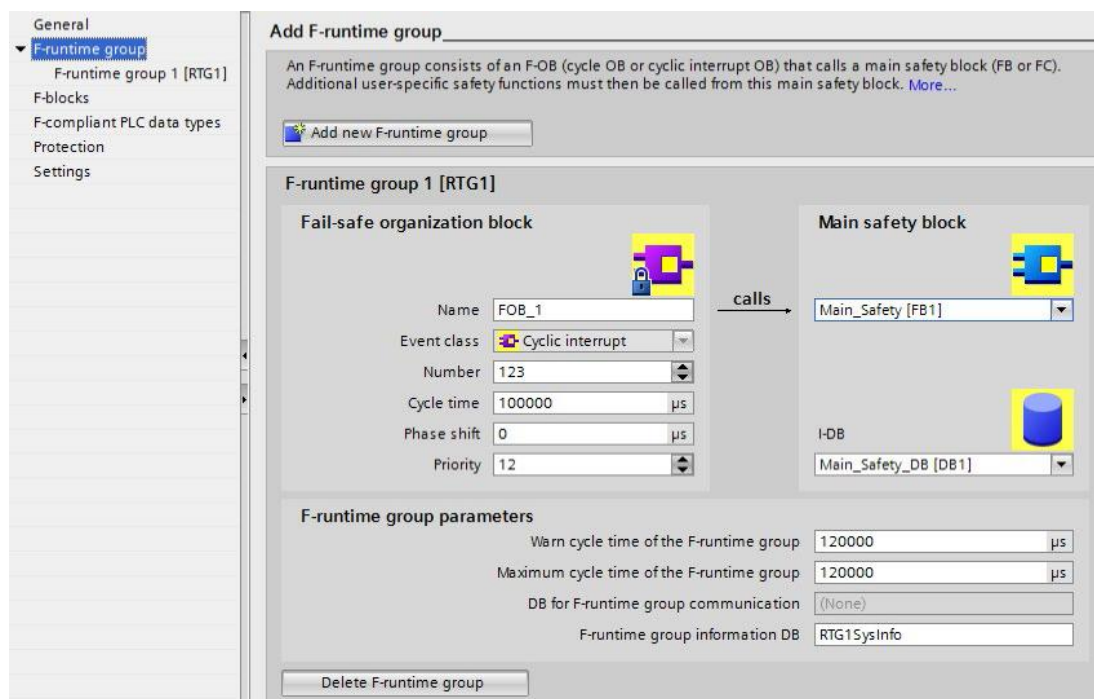 General
F-runtime group
F-runtime group 1 [RTG1]
F-blocks
F-compliant PLC data types
Protection
Settings
Add F-runtime group
An F-runtime group consists of an F-OB (cycle OB or cyclic interrupt OB) that calls a main safety block (FB or FC).
Additional user-specific safety functions must then be called from this main safety block. More...
Add new F-runtime group
F-runtime group 1 [RTG1]
Fail-safe organization block
Name FOB_1
Event class Cyclic interrupt
Number 123
Cycle time 100000 µs
Phase shift 0 µs
Priority 12
calls
Main safety block
Main_Safety [FB1]
I-DB
Main_Safety_DB [DB1]
F-runtime group parameters
Warn cycle time of the F-runtime group 120000 µs
Maximum cycle time of the F-runtime group 120000 µs
DB for F-runtime group communication (None)
F-runtime group information DB RTG1SysInfo
Delete F-runtime group